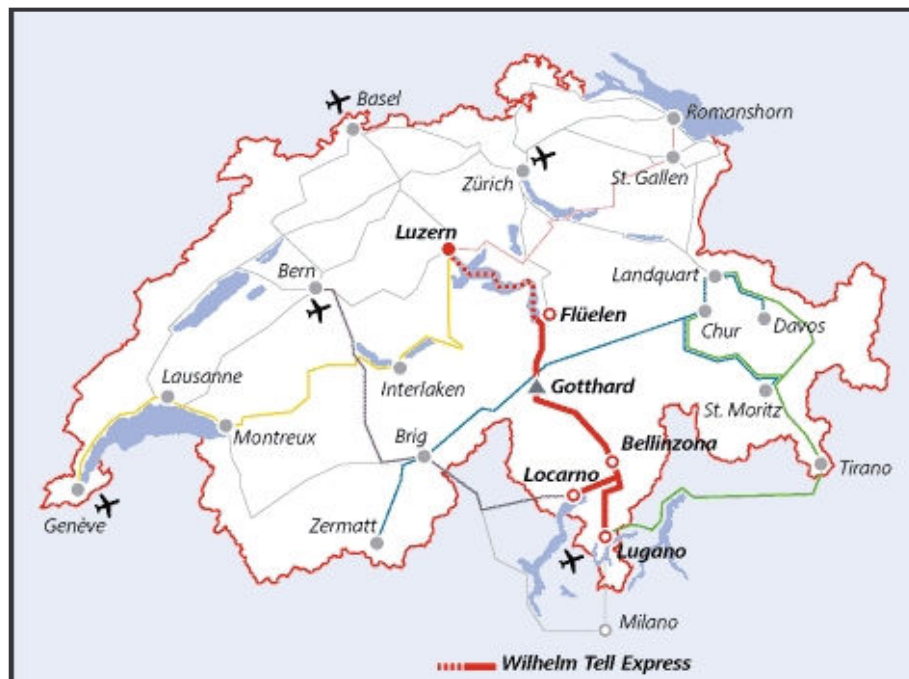 Basel
Romanshorn
Zürich
St. Gallen
Luzern
Bern
Landquart
Flüelen
Chur
Davos
Lausanne
Interlaken
Gotthard
St. Moritz
Montreux
Brig
Bellinzona
Locarno
Tirano
Genève
Zermatt
Lugano
Milano
Wilhelm Tell Express